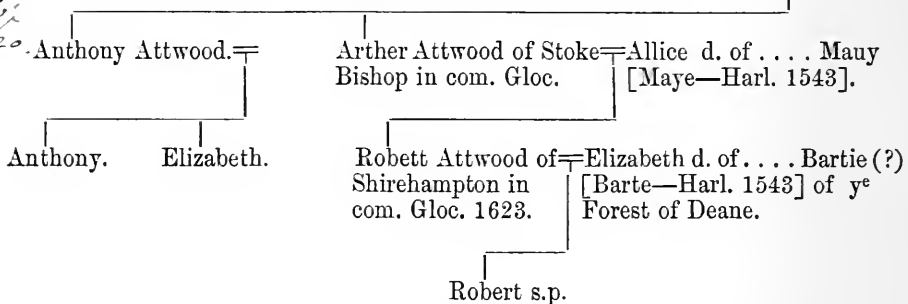 Anthony Attwood.
Arther Attwood of Stoke Bishop in com. Gloc.
Allice d. of . . . . Mauy [Maye—Harl. 1543].
Anthony. Elizabeth.
Robett Attwood of Shirehampton in com. Gloc. 1623.
Elizabeth d. of . . . . Bartie (?) [Barte—Harl. 1543] of yᵉ Forest of Deane.
Robert s.p.